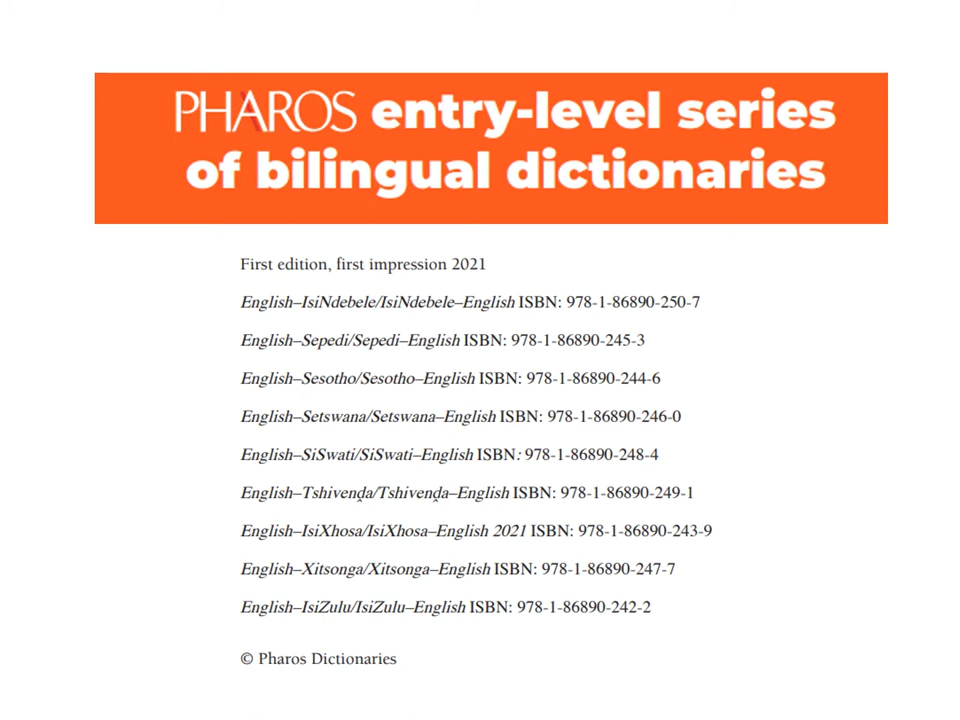 PHAROS entry-level series
of bilingual dictionaries
First edition, first impression 2021
English–IsiNdebele/IsiNdebele–English ISBN: 978-1-86890-250-7
English–Sepedi/Sepedi–English ISBN: 978-1-86890-245-3
English–Sesotho/Sesotho–English ISBN: 978-1-86890-244-6
English–Setswana/Setswana–English ISBN: 978-1-86890-246-0
English–SiSwati/SiSwati–English ISBN: 978-1-86890-248-4
English–Tshivenḓa/Tshivenḓa–English ISBN: 978-1-86890-249-1
English–IsiXhosa/IsiXhosa–English 2021 ISBN: 978-1-86890-243-9
English–Xitsonga/Xitsonga–English ISBN: 978-1-86890-247-7
English–IsiZulu/IsiZulu–English ISBN: 978-1-86890-242-2
© Pharos Dictionaries